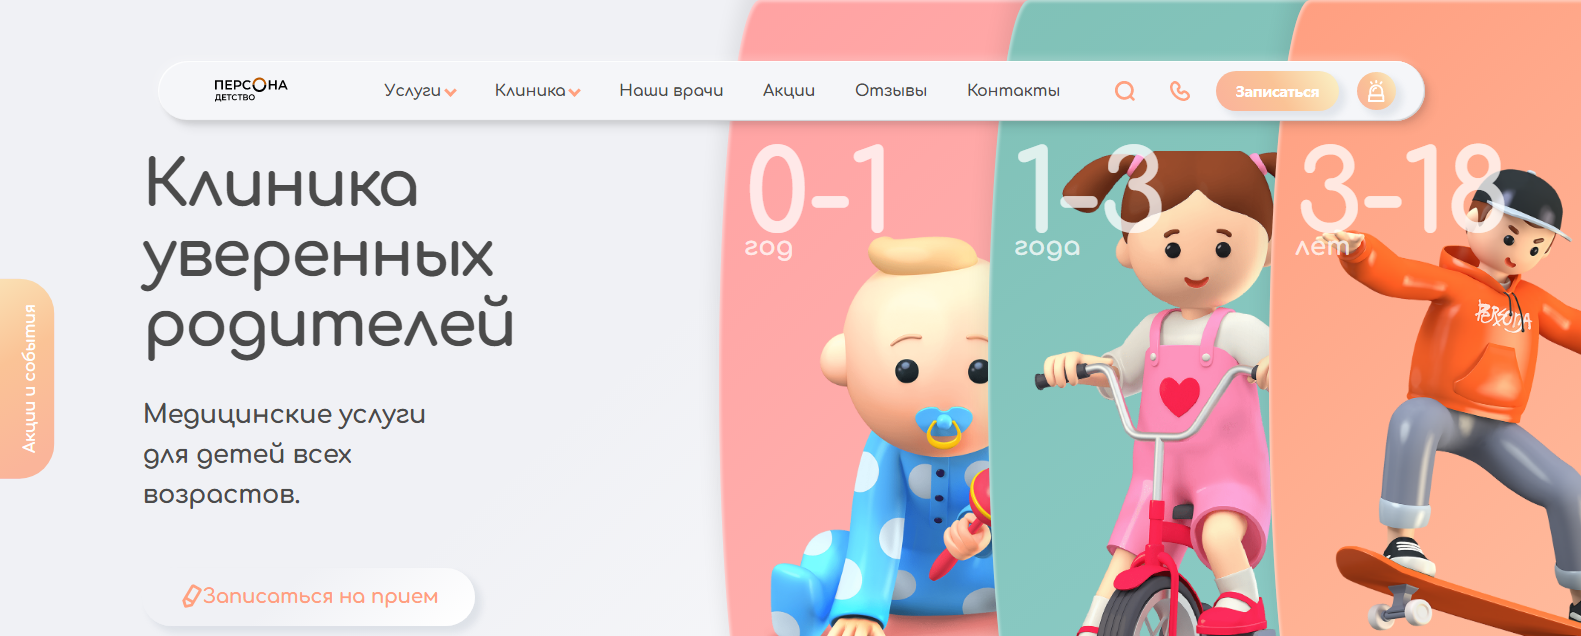 ПЕРСОНА
ДЕТСТВО
Услуги
Клиника
Наши врачи
Акции
Отзывы
Контакты
Записаться
Клиника
уверенных
родителей
Медицинские услуги
для детей всех
возрастов.
Записаться на прием
Акции и события
0-1
год
1-3
года
3-18
лет
PERSONA